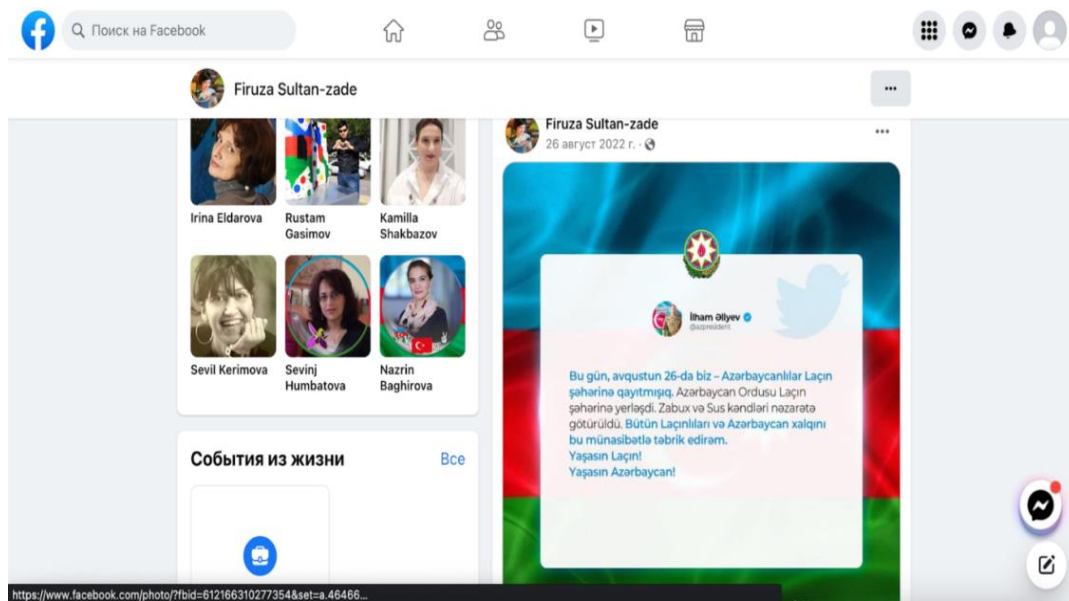 Поиск на Facebook
Firuza Sultan-zade
Irina Eldarova
Rustam
Gasimov
Kamilla
Shakbazov
Sevil Kerimova
Sevinj
Humbatova
Nazrin
Baghirova
События из жизни
Все
Firuza Sultan-zade
26 август 2022 г. ·
İlham Əliyev
@azpresident
Bu gün, avqustun 26-da biz – Azərbaycanlılar Laçın
şəhərinə qayıtmışıq. Azərbaycan Ordusu Laçın
şəhərinə yerləşdi. Zabux və Sus kəndləri nəzarətə
götürüldü. Bütün Laçınlıları və Azərbaycan xalqını
bu münasibətlə təbrik edirəm.
Yaşasın Laçın!
Yaşasın Azərbaycan!
https://www.facebook.com/photo/?fbid=612166310277354&set=a.46466...